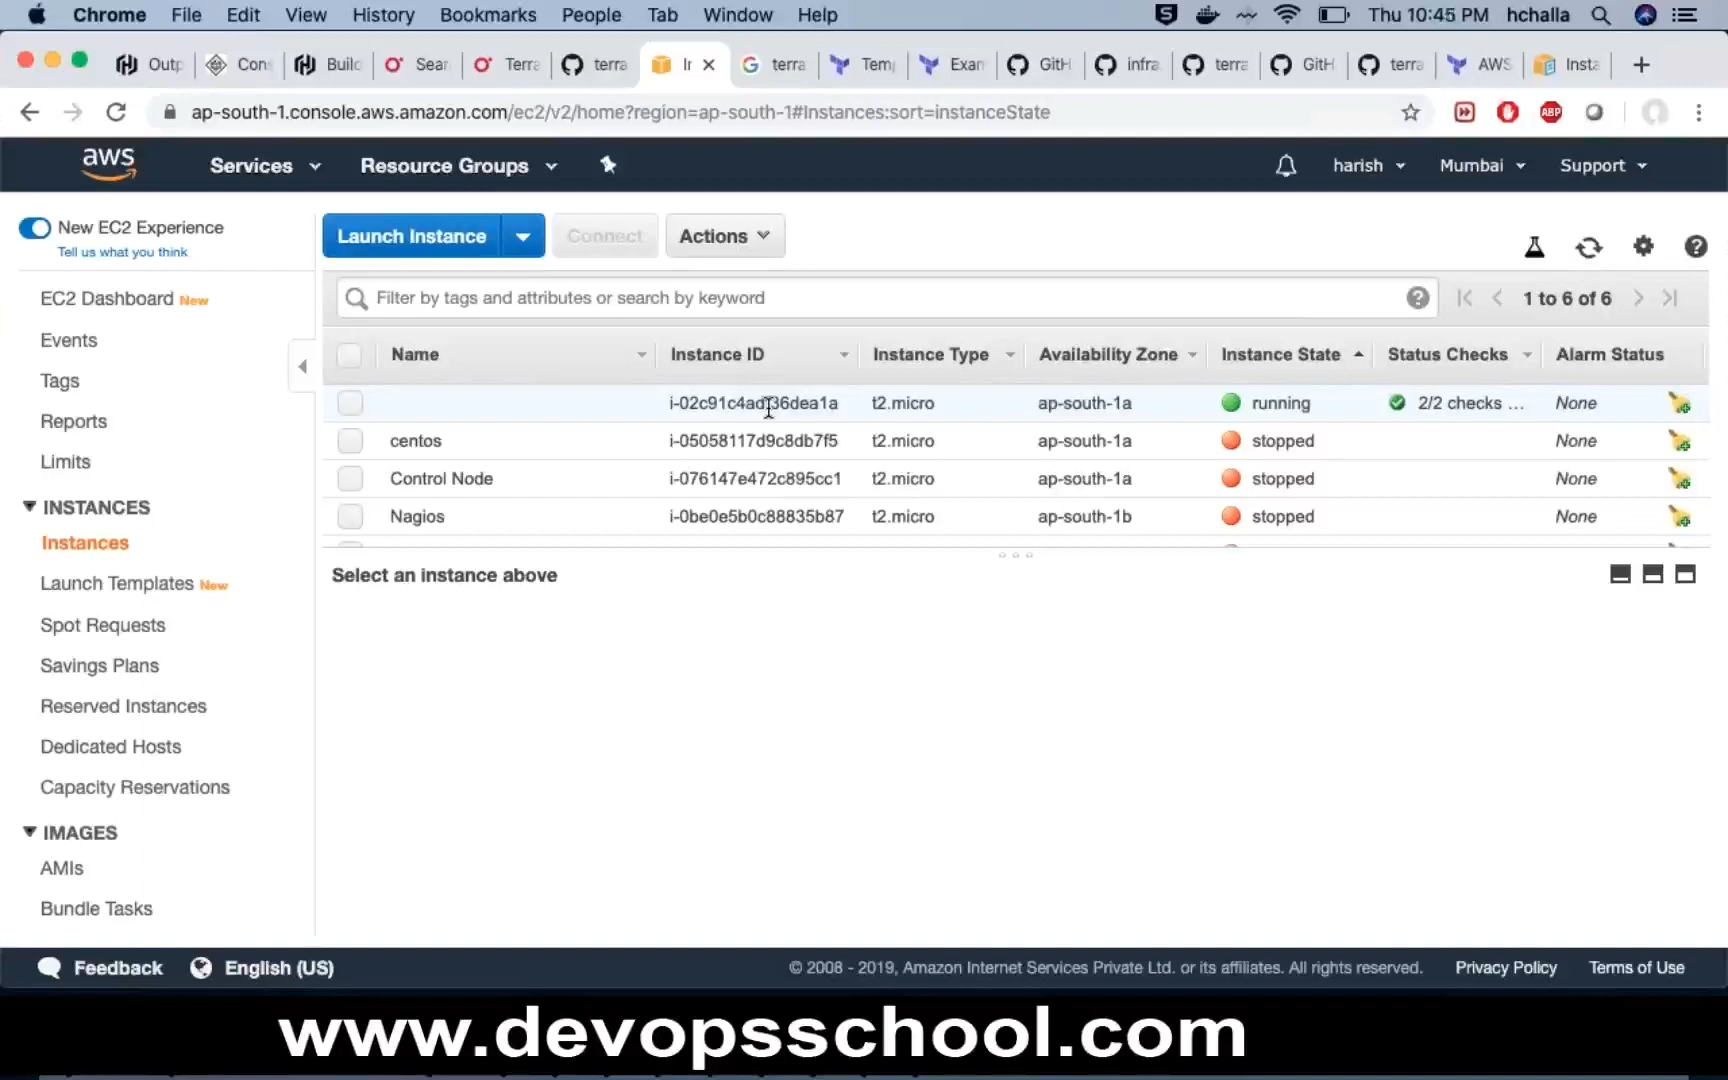 Chrome File Edit View History Bookmarks People Tab Window Help Thu 10:45 PM hchalla
Outp Con Build Sear Terra terra Ir terra Temp Exan GitH infra terra GitH terra AWS Insta
ap-south-1.console.aws.amazon.com/ec2/v2/home?region=ap-south-1#Instances:sort=instanceState ABP
aws Services Resource Groups harish Mumbai Support
New EC2 Experience
Tell us what you think
EC2 Dashboard New
Events
Tags
Reports
Limits
INSTANCES
Instances
Launch Templates New
Spot Requests
Savings Plans
Reserved Instances
Dedicated Hosts
Capacity Reservations
IMAGES
AMIs
Bundle Tasks
Launch Instance Connect Actions
Filter by tags and attributes or search by keyword 1 to 6 of 6
Name Instance ID Instance Type Availability Zone Instance State Status Checks Alarm Status
t2.micro ap-south-1a running 2/2 checks ... None
centos i-05058117d9c8db7f5 t2.micro ap-south-1a stopped None
Control Node i-076147e472c895cc1 t2.micro ap-south-1a stopped None
Nagios i-0be0e5b0c88835b87 t2.micro ap-south-1b stopped None
Select an instance above
Feedback English (US) © 2008 - 2019, Amazon Internet Services Private Ltd. or its affiliates. All rights reserved. Privacy Policy Terms of Use
www.devopsschool.com